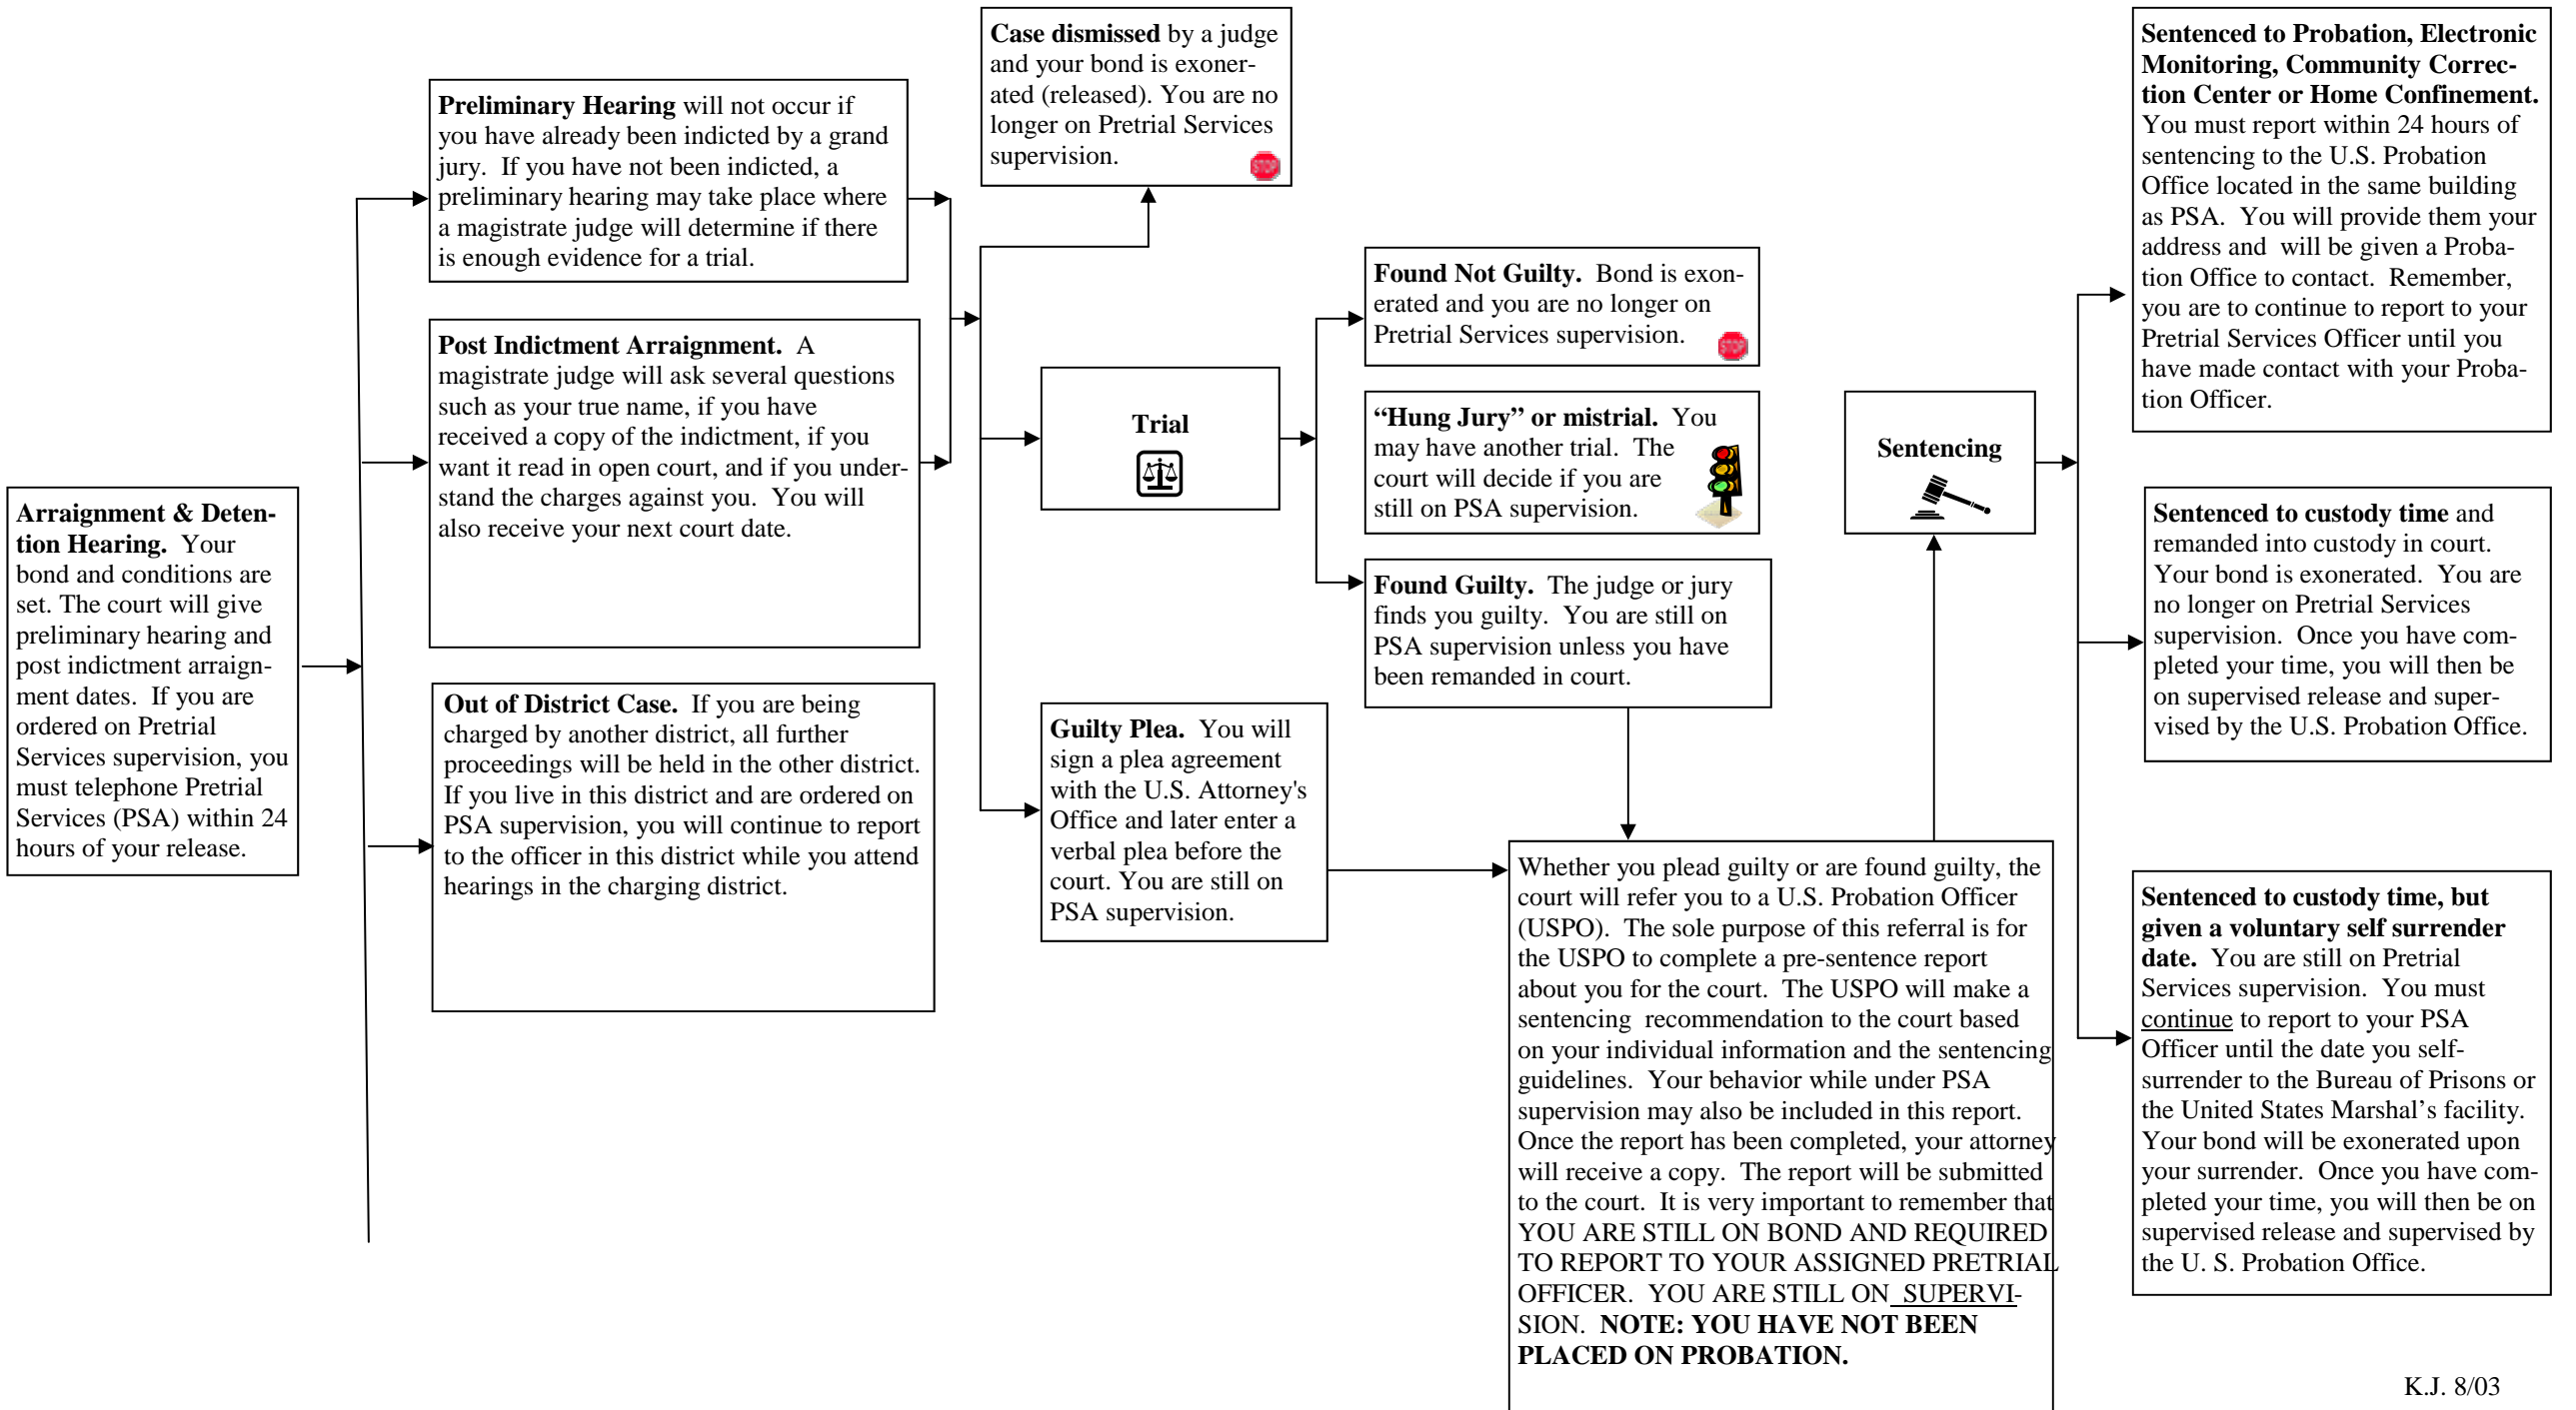 Arraignment & Deten-
tion Hearing.  Your
bond and conditions are
set. The court will give
preliminary hearing and
post indictment arraign-
ment dates.  If you are
ordered on Pretrial
Services supervision, you
must telephone Pretrial
Services (PSA) within 24
hours of your release.
Preliminary Hearing will not occur if
you have already been indicted by a grand
jury.  If you have not been indicted, a
preliminary hearing may take place where
a magistrate judge will determine if there
is enough evidence for a trial.
Post Indictment Arraignment.  A
magistrate judge will ask several questions
such as your true name, if you have
received a copy of the indictment, if you
want it read in open court, and if you under-
stand the charges against you.  You will
also receive your next court date.
Out of District Case.  If you are being
charged by another district, all further
proceedings will be held in the other district.
If you live in this district and are ordered on
PSA supervision, you will continue to report
to the officer in this district while you attend
hearings in the charging district.
Case dismissed by a judge
and your bond is exoner-
ated (released). You are no
longer on Pretrial Services
supervision.
STOP
Trial
Guilty Plea.  You will
sign a plea agreement
with the U.S. Attorney's
Office and later enter a
verbal plea before the
court. You are still on
PSA supervision.
Found Not Guilty.  Bond is exon-
erated and you are no longer on
Pretrial Services supervision.
STOP
“Hung Jury” or mistrial.  You
may have another trial.  The
court will decide if you are
still on PSA supervision.
Found Guilty.  The judge or jury
finds you guilty.  You are still on
PSA supervision unless you have
been remanded in court.
Whether you plead guilty or are found guilty, the
court will refer you to a U.S. Probation Officer
(USPO).  The sole purpose of this referral is for
the USPO to complete a pre-sentence report
about you for the court.  The USPO will make a
sentencing  recommendation to the court based
on your individual information and the sentencing
guidelines.  Your behavior while under PSA
supervision may also be included in this report.
Once the report has been completed, your attorney
will receive a copy.  The report will be submitted
to the court.  It is very important to remember that
YOU ARE STILL ON BOND AND REQUIRED
TO REPORT TO YOUR ASSIGNED PRETRIAL
OFFICER.  YOU ARE STILL ON SUPERVI-
SION.  NOTE: YOU HAVE NOT BEEN
PLACED ON PROBATION.
Sentencing
Sentenced to Probation, Electronic
Monitoring, Community Correc-
tion Center or Home Confinement.
You must report within 24 hours of
sentencing to the U.S. Probation
Office located in the same building
as PSA.  You will provide them your
address and  will be given a Proba-
tion Office to contact.  Remember,
you are to continue to report to your
Pretrial Services Officer until you
have made contact with your Proba-
tion Officer.
Sentenced to custody time and
remanded into custody in court.
Your bond is exonerated.  You are
no longer on Pretrial Services
supervision.  Once you have com-
pleted your time, you will then be
on supervised release and super-
vised by the U.S. Probation Office.
Sentenced to custody time, but
given a voluntary self surrender
date.  You are still on Pretrial
Services supervision.  You must
continue to report to your PSA
Officer until the date you self-
surrender to the Bureau of Prisons or
the United States Marshal’s facility.
Your bond will be exonerated upon
your surrender.  Once you have com-
pleted your time, you will then be on
supervised release and supervised by
the U. S. Probation Office.
K.J. 8/03